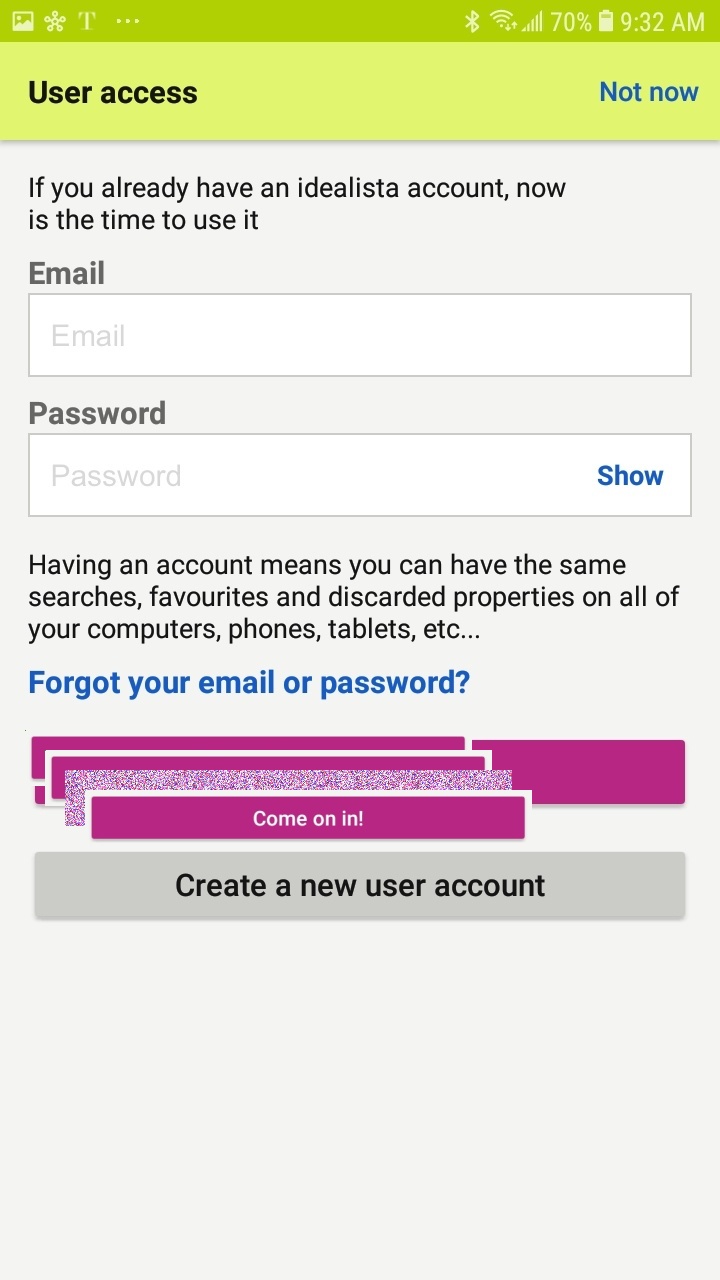 70% 9:32 AM
User access
Not now
If you already have an idealista account, now
is the time to use it
Email
Email
Password
Password
Show
Having an account means you can have the same
searches, favourites and discarded properties on all of
your computers, phones, tablets, etc...
Forgot your email or password?
Come on in!
Create a new user account